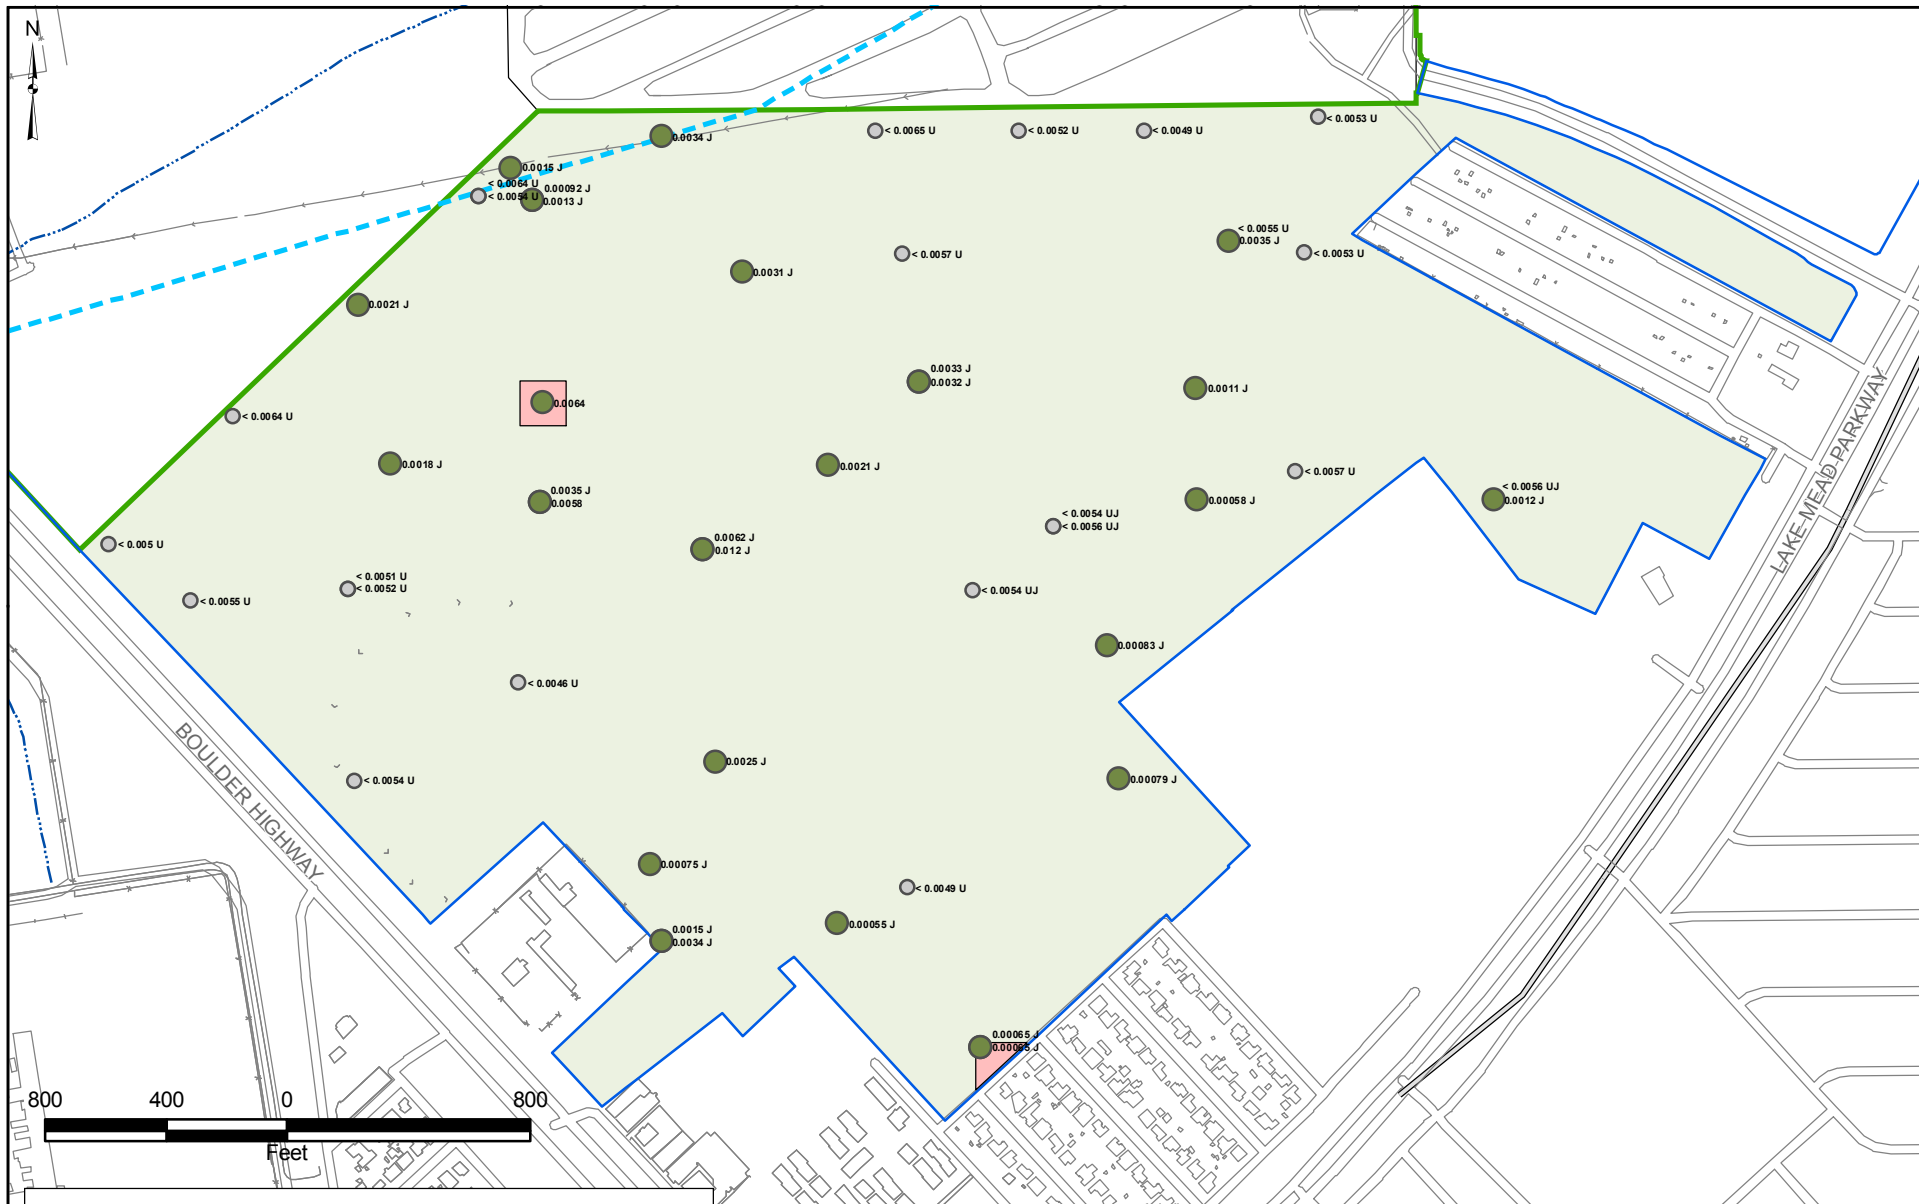 N
0.0034 J
< 0.0065 U
< 0.0052 U
< 0.0049 U
< 0.0053 U
0.0015 J
< 0.0064 U
< 0.0054 U
0.00092 J
0.0013 J
< 0.0055 U
0.0035 J
< 0.0057 U
< 0.0053 U
0.0031 J
0.0021 J
0.0033 J
0.0032 J
0.0011 J
0.0064
< 0.0064 U
LAKE MEAD PARKWAY
0.0018 J
0.0021 J
< 0.0057 U
0.0035 J
0.0058
0.00058 J
< 0.0056 UJ
0.0012 J
< 0.0054 UJ
< 0.0056 UJ
0.0062 J
0.012 J
< 0.005 U
< 0.0051 U
< 0.0052 U
< 0.0054 UJ
< 0.0055 U
0.00083 J
< 0.0046 U
BOULDER HIGHWAY
0.0025 J
< 0.0054 U
0.00079 J
0.00075 J
< 0.0049 U
0.00055 J
0.0015 J
0.0034 J
0.00065 J
0.00065 J
800 400 0 800
Feet